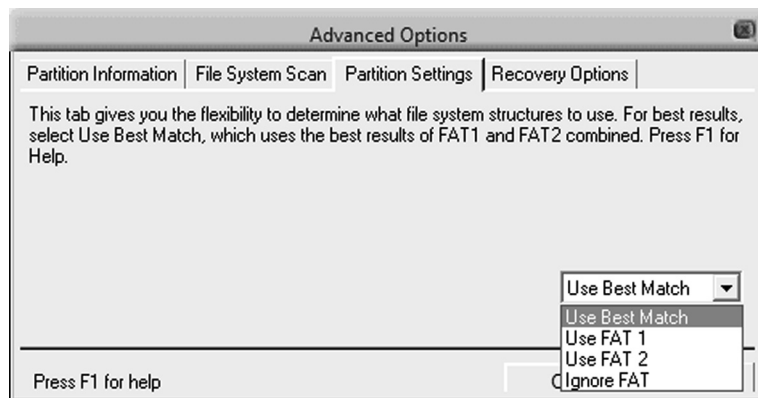 Advanced Options
Partition Information File System Scan Partition Settings Recovery Options
This tab gives you the flexibility to determine what file system structures to use. For best results,
select Use Best Match, which uses the best results of FAT1 and FAT2 combined. Press F1 for
Help.
Use Best Match
Use Best Match
Use FAT 1
Use FAT 2
Ignore FAT
Press F1 for help